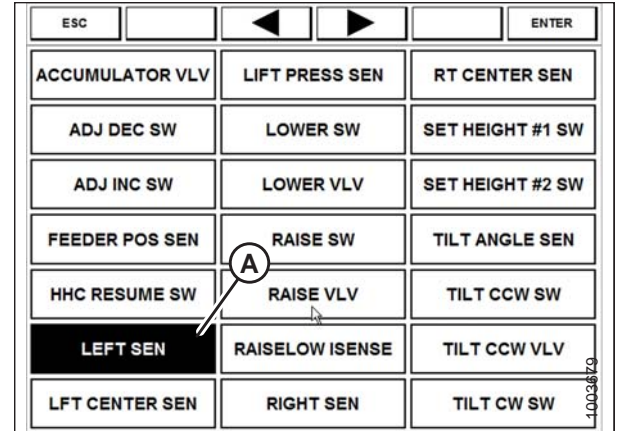 ESC ENTER
ACCUMULATOR VLV LIFT PRESS SEN RT CENTER SEN
ADJ DEC SW LOWER SW SET HEIGHT #1 SW
ADJ INC SW LOWER VLV SET HEIGHT #2 SW
FEEDER POS SEN RAISE SW TILT ANGLE SEN
A
HHC RESUME SW RAISE VLV TILT CCW SW
LEFT SEN RAISELOW ISENSE TILT CCW VLV
LFT CENTER SEN RIGHT SEN TILT CW SW
1003679